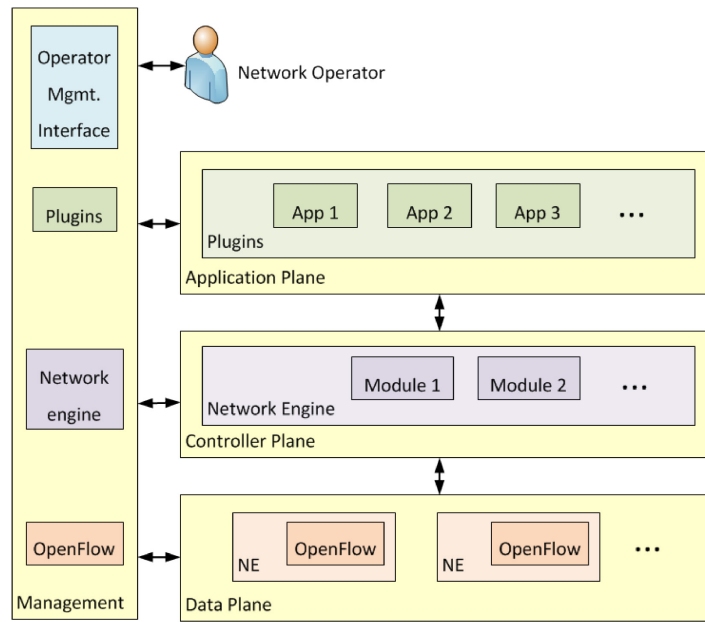 Operator
Mgmt.
Interface
Network Operator
Plugins
App 1
App 2
App 3
...
Plugins
Application Plane
Network
engine
Module 1
Module 2
...
Network Engine
Controller Plane
OpenFlow
OpenFlow
NE
OpenFlow
NE
...
Management
Data Plane